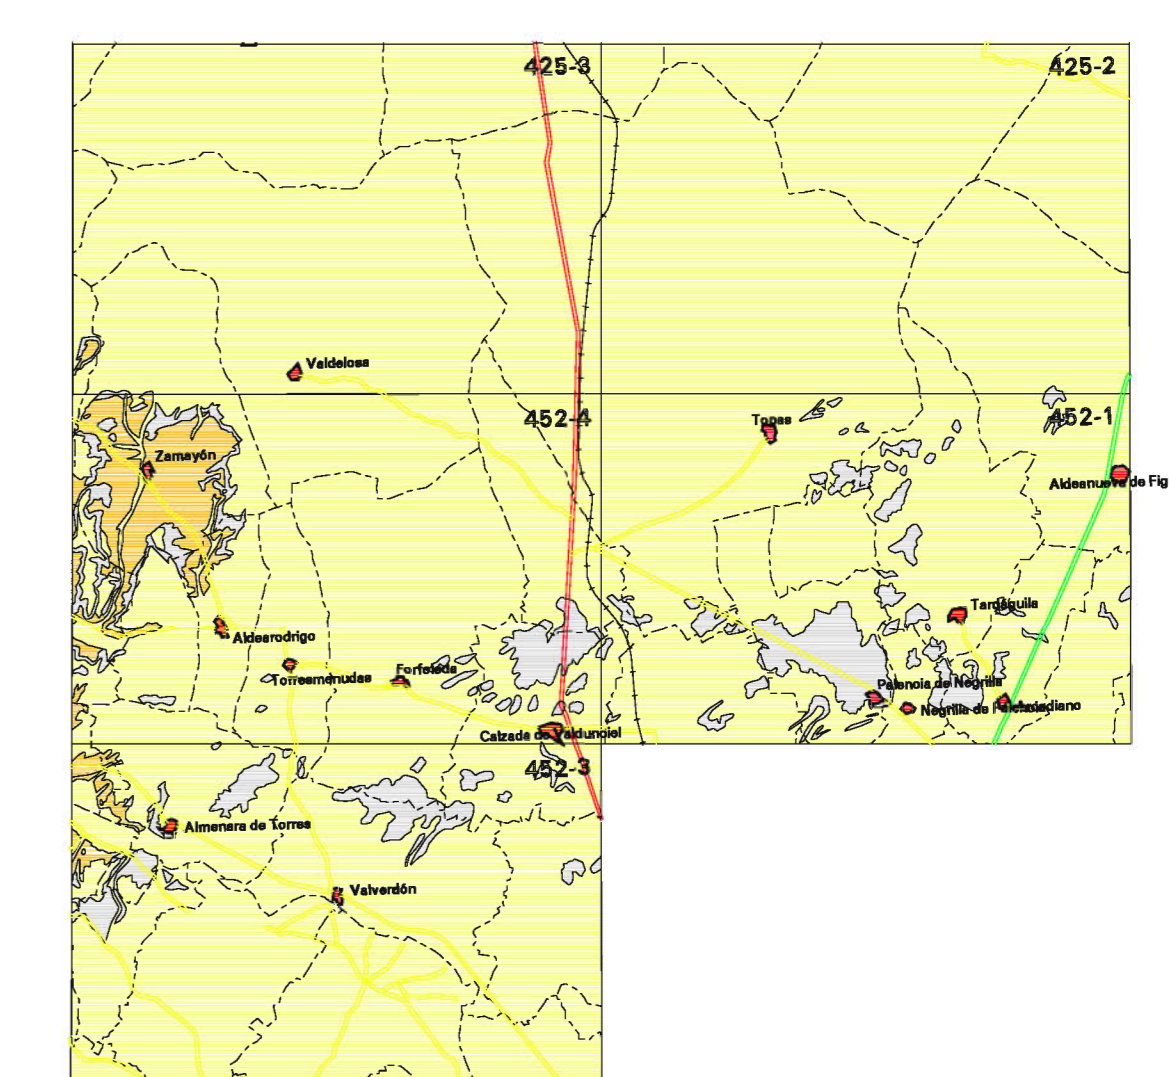 425-3
425-2
Valdelosa
452-4
Topas
452-1
Zamayón
Aldeanueva de Fig
Tardáguila
Aldearodrigo
Forfoleda
Torresmenudas
Palencia de Negrilla
Negrilla de Palencia
Calzada de Valdunciel
452-3
Almenara de Tormes
Valverdón